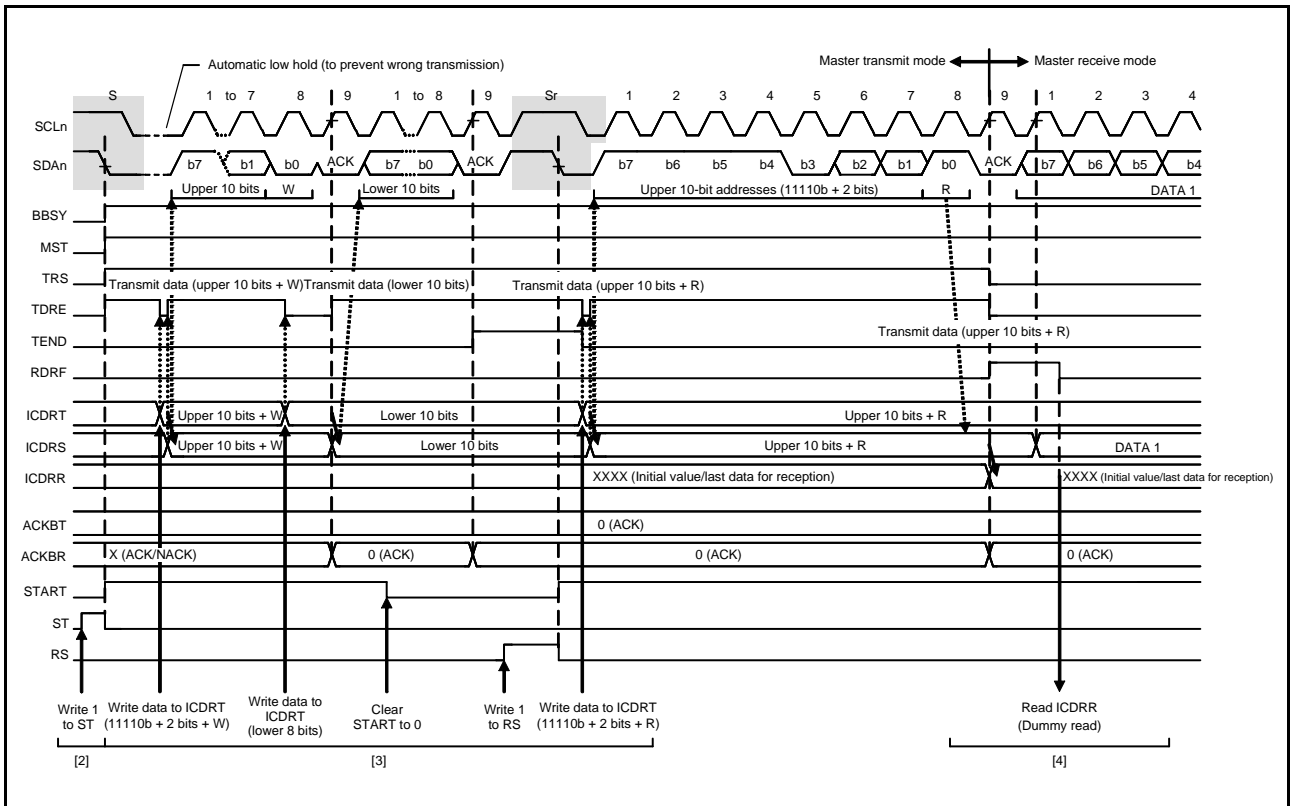 Master transmit mode
Master receive mode
Automatic low hold (to prevent wrong transmission)
S 1 to 7 8 9 1 to 8 9 Sr 1 2 3 4 5 6 7 8 9 1 2 3 4
SCLn
SDAn b7 b1 b0 ACK b7 b0 ACK b7 b6 b5 b4 b3 b2 b1 b0 ACK b7 b6 b5 b4
Upper 10 bits W Lower 10 bits Upper 10-bit addresses (11110b + 2 bits) R DATA 1
BBSY
MST
TRS
Transmit data (upper 10 bits + W) Transmit data (lower 10 bits) Transmit data (upper 10 bits + R)
TDRE
Transmit data (upper 10 bits + R)
TEND
RDRF
ICDRT Upper 10 bits + W Lower 10 bits Upper 10 bits + R
ICDRS Upper 10 bits + W Lower 10 bits Upper 10 bits + R DATA 1
ICDRR XXXX (Initial value/last data for reception) XXXX (Initial value/last data for reception)
ACKBT 0 (ACK)
ACKBR X (ACK/NACK) 0 (ACK) 0 (ACK) 0 (ACK)
START
ST
RS
Write 1
to ST
Write data to ICDRT
(11110b + 2 bits + W)
Write data to
ICDRT
(lower 8 bits)
Clear
START to 0
Write 1
to RS
Write data to ICDRT
(11110b + 2 bits + R)
Read ICDRR
(Dummy read)
[2] [3] [4]